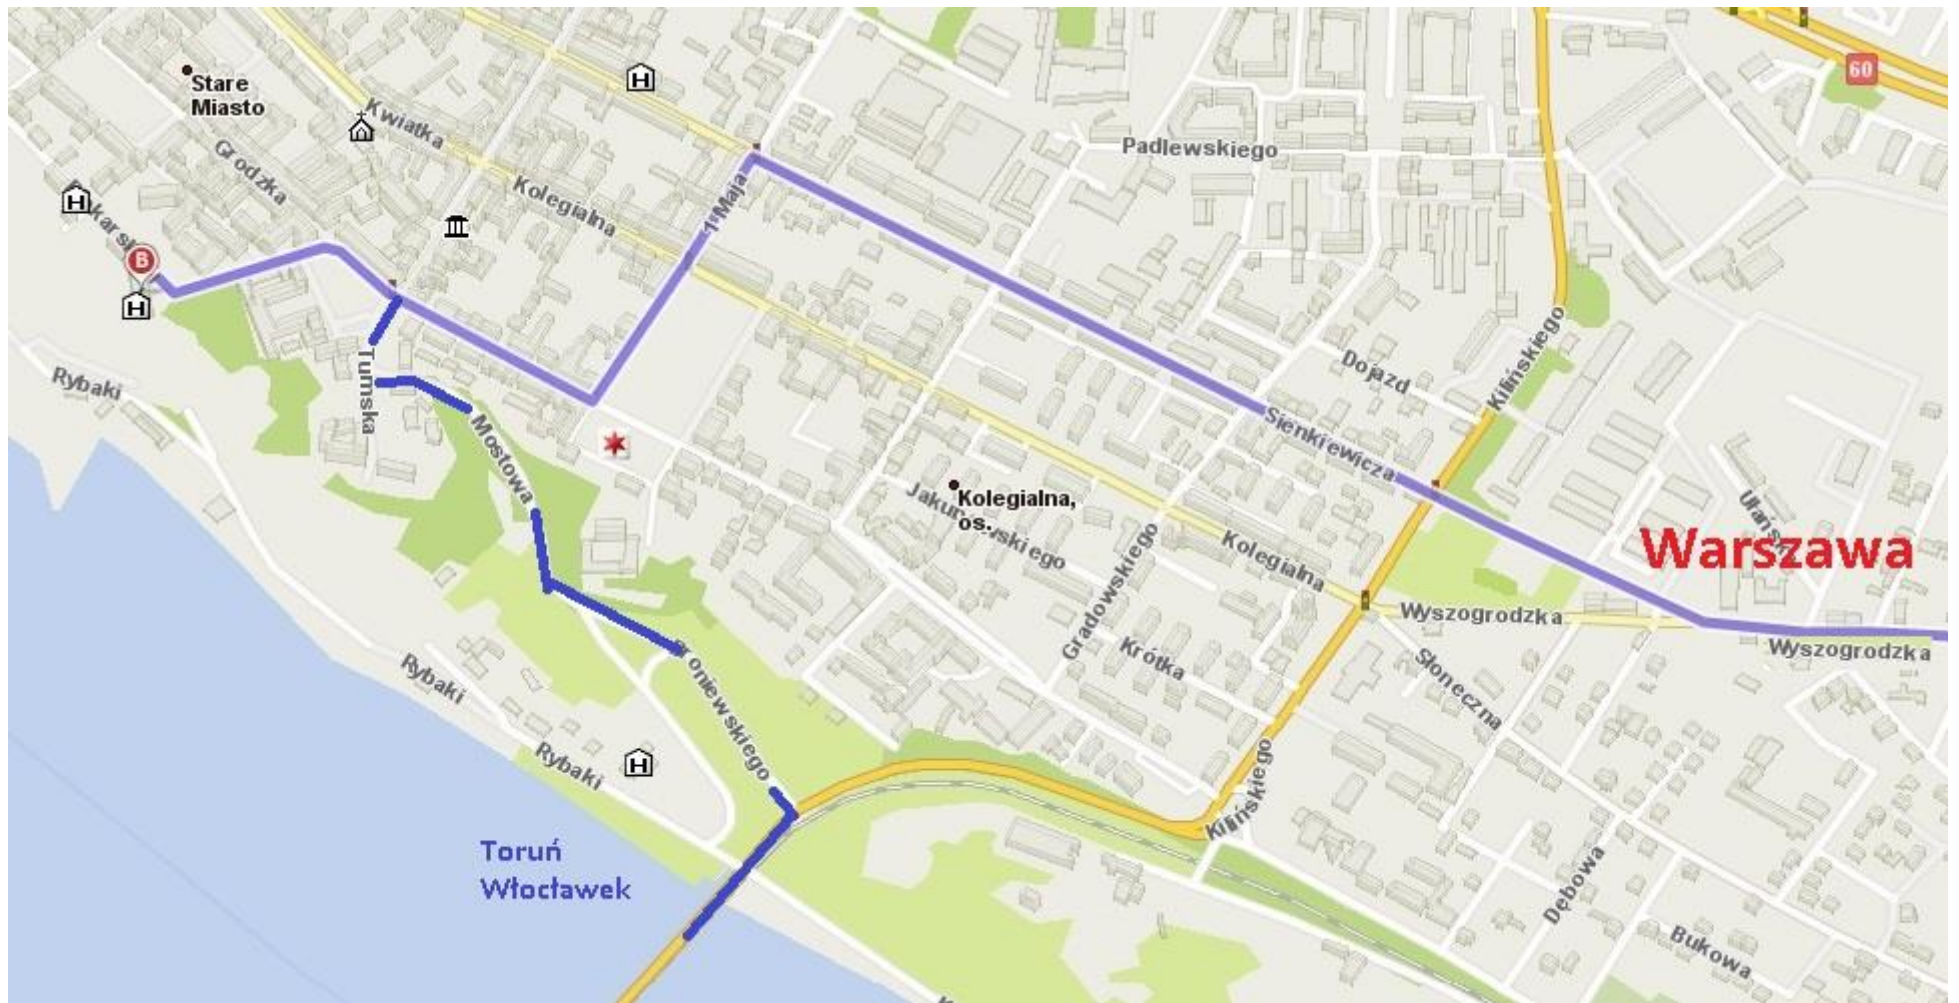 Stare
Miasto
60
Kwiatka
Padlewskiego
Grodzka
1 Maja
Kolegialna
B
Kilińskiego
Dojazd
Tumska
Rybaki
Sienkiewicza
Mostowa
Kolegialna,
os.
Warszawa
Kolegialna
Gradowskiego
Wyszogrodzka
Wyszogrodzka
Krótka
Słoneczna
Rybaki
Broniewskiego
Rybaki
Kilińskiego
Toruń
Włocławek
Dębowa
Bukowa